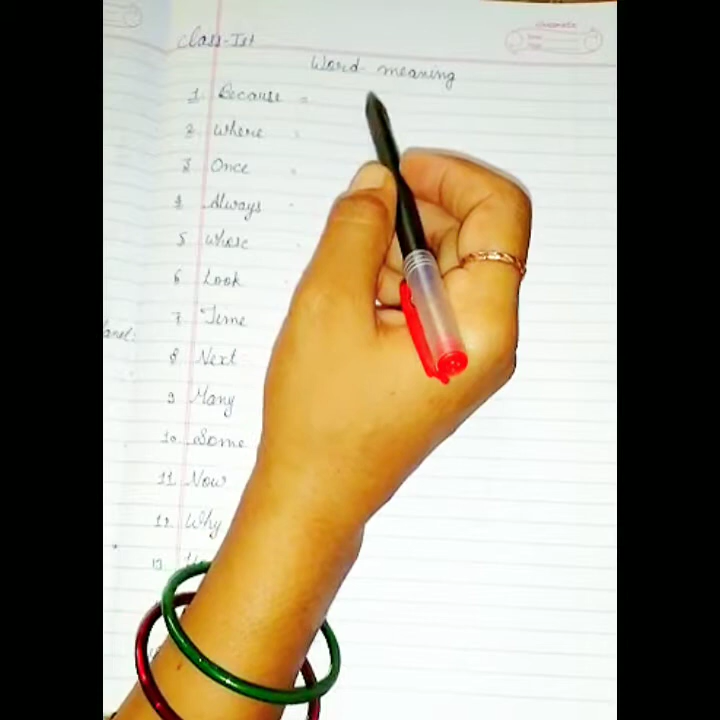 Class-Ist
Word meaning
1. Because =
2 Where =
3 Once =
4 Always -
5 Whose -
6 Look
7 Time
8 Next
9 Many
10 Some
11 Now
12 Why
13